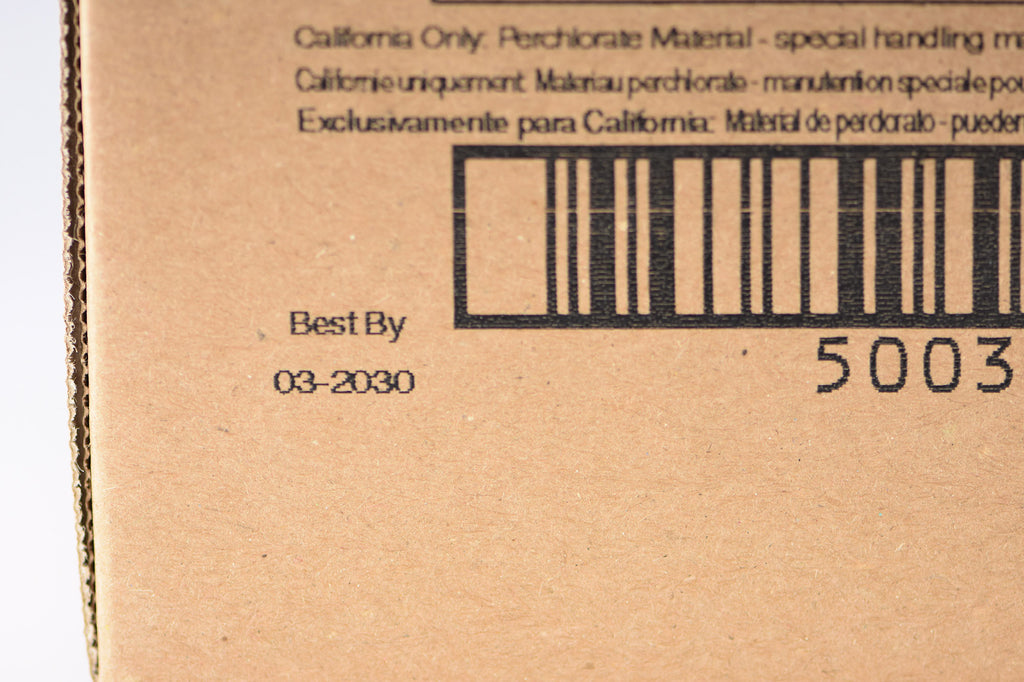 California Only: Perchlorate Material - special handling
Californie uniquement: Materiau perchlorate - manutention speciale
Exclusivamente para California: Material de perclorato - pueden
Best By
03-2030
5003